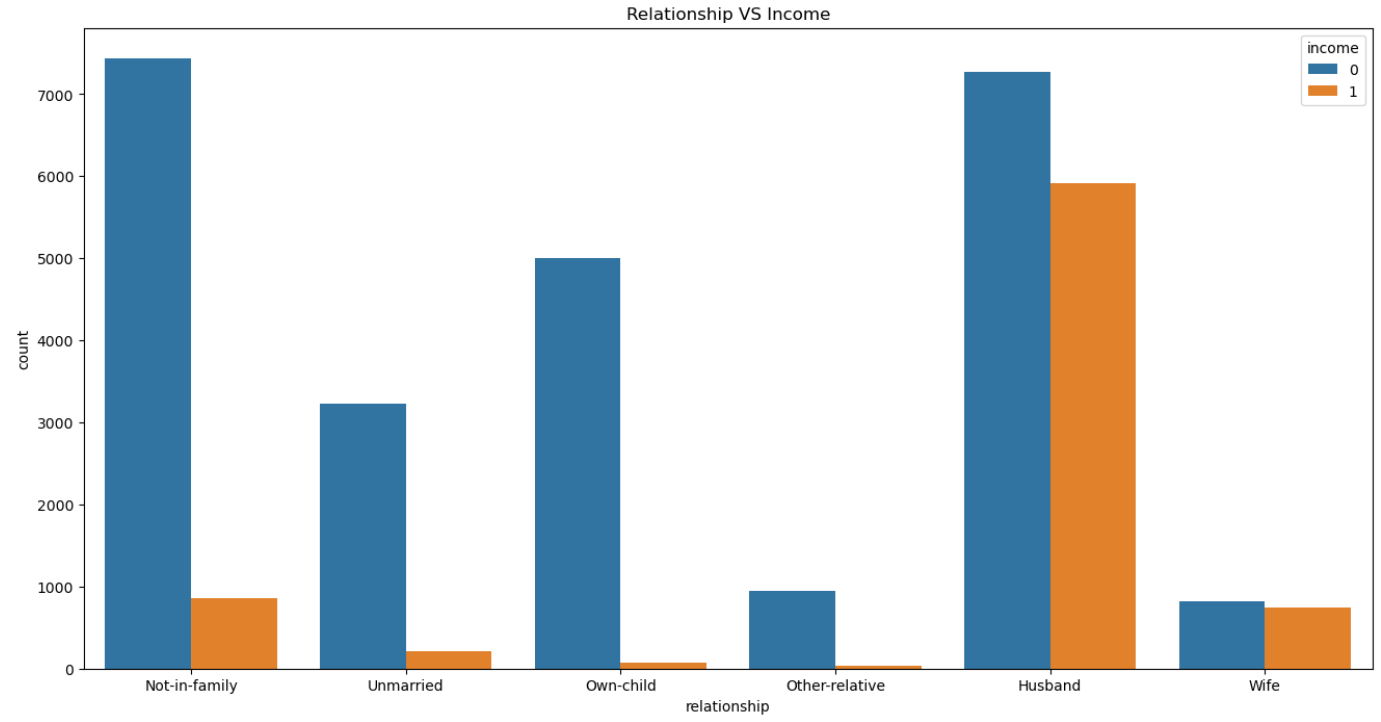 Relationship VS Income
income
0
1
count
7000
6000
5000
4000
3000
2000
1000
0
Not-in-family Unmarried Own-child Other-relative Husband Wife
relationship